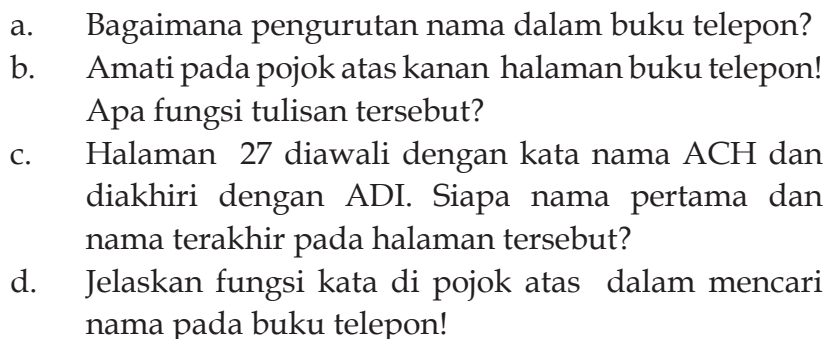 a. Bagaimana pengurutan nama dalam buku telepon?
b. Amati pada pojok atas kanan halaman buku telepon!
Apa fungsi tulisan tersebut?
c. Halaman 27 diawali dengan kata nama ACH dan
diakhiri dengan ADI. Siapa nama pertama dan
nama terakhir pada halaman tersebut?
d. Jelaskan fungsi kata di pojok atas dalam mencari
nama pada buku telepon!